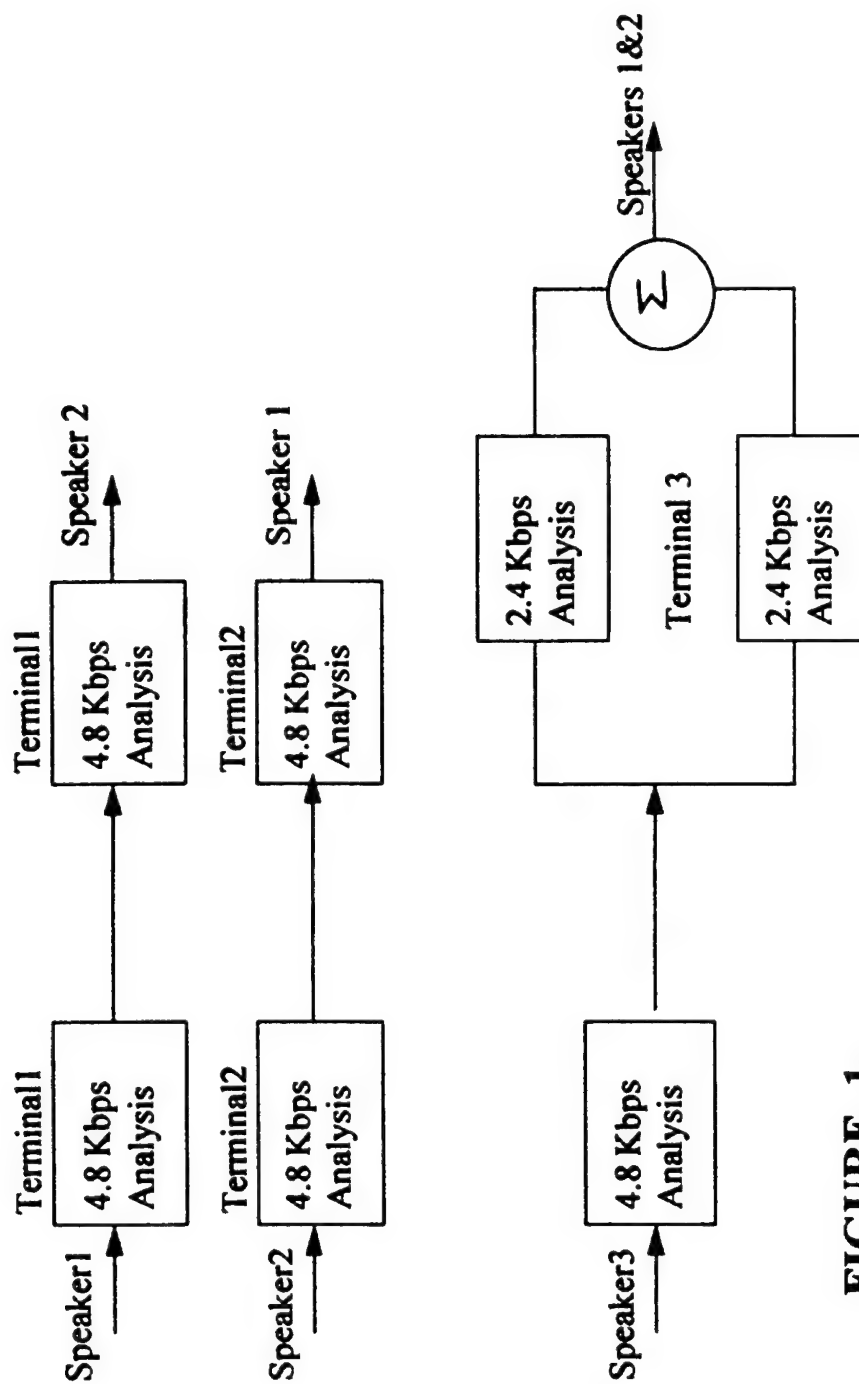 Terminal1
Terminal1
Speaker1
4.8 Kbps
Analysis
4.8 Kbps
Analysis
Speaker 2
Terminal2
Terminal2
Speaker2
4.8 Kbps
Analysis
4.8 Kbps
Analysis
Speaker 1
Speaker3
4.8 Kbps
Analysis
2.4 Kbps
Analysis
Terminal 3
2.4 Kbps
Analysis
Σ
Speakers 1&2
FIGURE 1